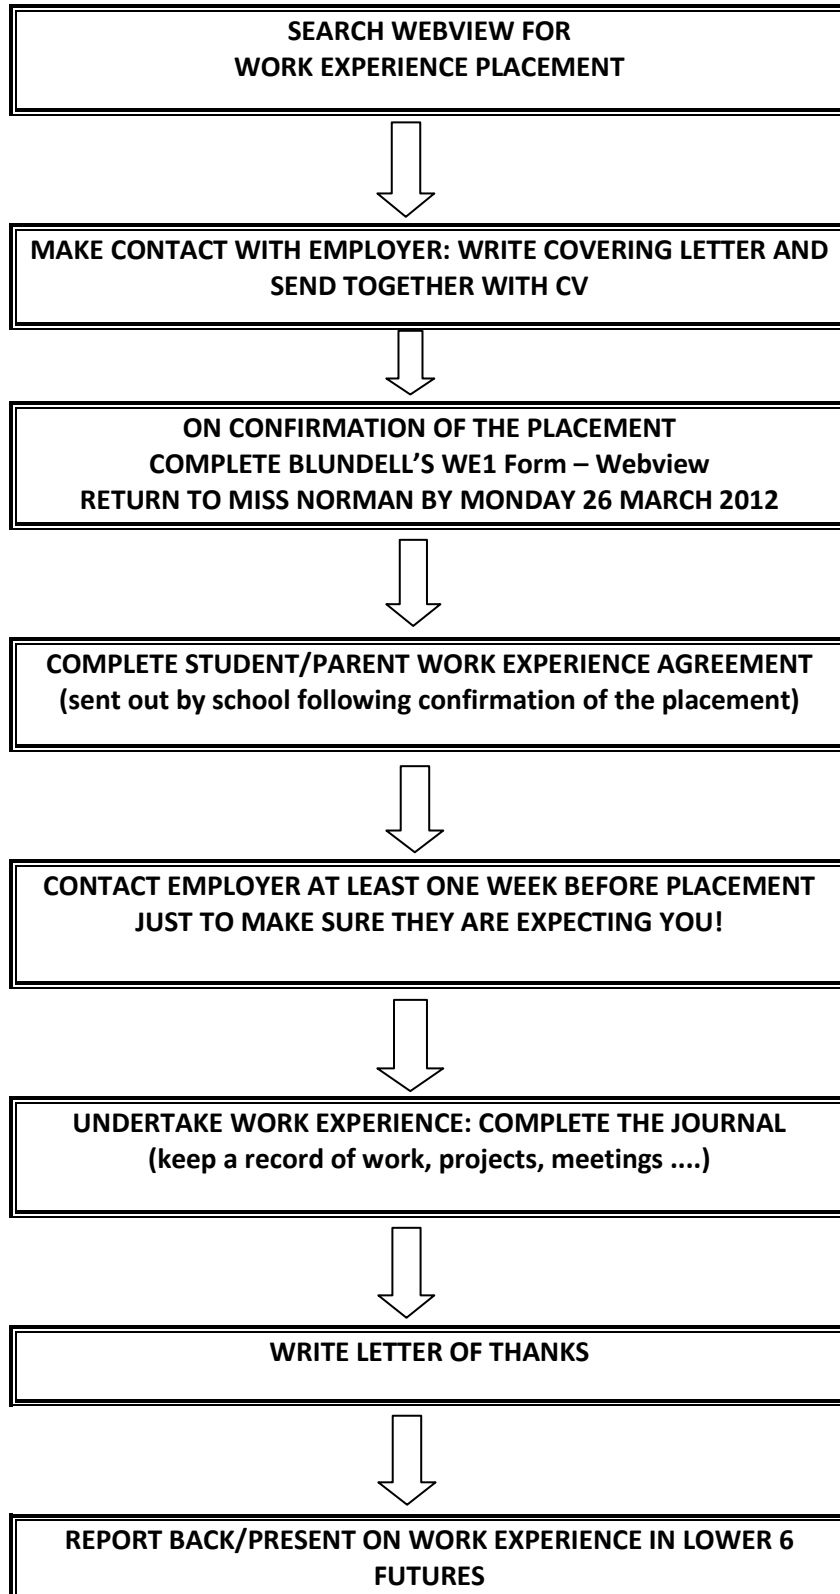 SEARCH WEBVIEW FOR
WORK EXPERIENCE PLACEMENT
MAKE CONTACT WITH EMPLOYER: WRITE COVERING LETTER AND
SEND TOGETHER WITH CV
ON CONFIRMATION OF THE PLACEMENT
COMPLETE BLUNDELL’S WE1 Form – Webview
RETURN TO MISS NORMAN BY MONDAY 26 MARCH 2012
COMPLETE STUDENT/PARENT WORK EXPERIENCE AGREEMENT
(sent out by school following confirmation of the placement)
CONTACT EMPLOYER AT LEAST ONE WEEK BEFORE PLACEMENT
JUST TO MAKE SURE THEY ARE EXPECTING YOU!
UNDERTAKE WORK EXPERIENCE: COMPLETE THE JOURNAL
(keep a record of work, projects, meetings ....)
WRITE LETTER OF THANKS
REPORT BACK/PRESENT ON WORK EXPERIENCE IN LOWER 6
FUTURES